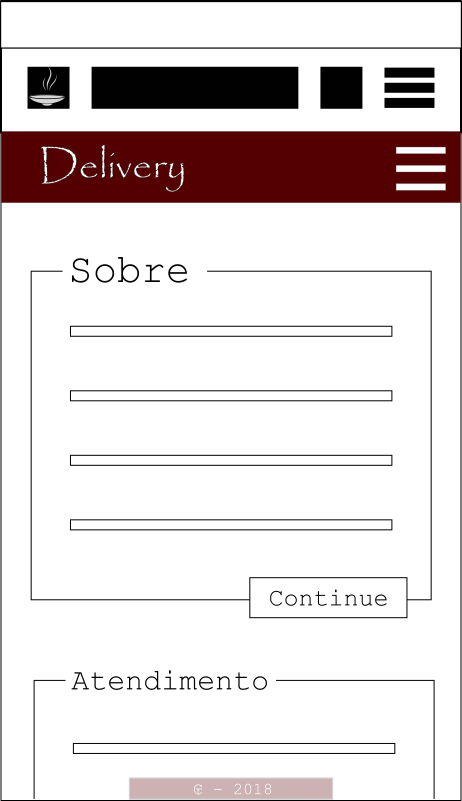 Delivery
Sobre
Continue
Atendimento
© - 2018